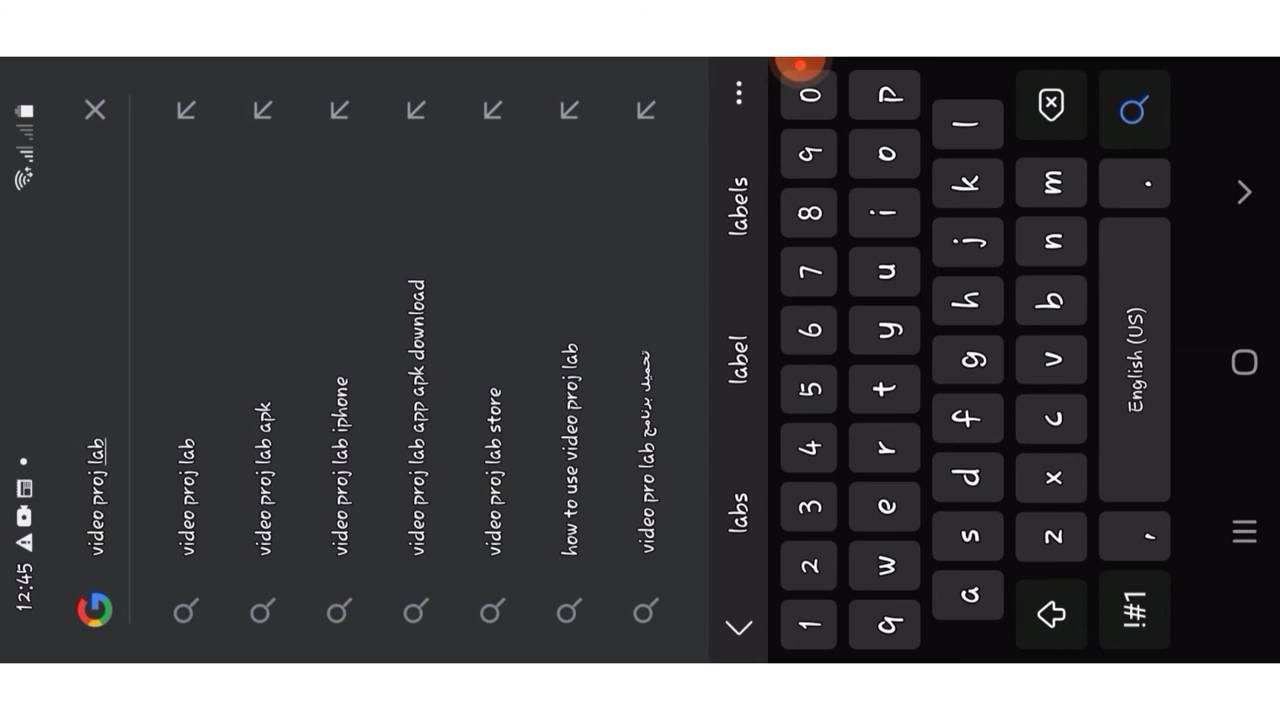 12:45
video proj lab
video proj lab
video proj lab apk
video proj lab iphone
video proj lab app apk download
video proj lab store
how to use video proj lab
تحميل برنامج video pro lab
labs label labels ...
1 2 3 4 5 6 7 8 9 0
q w e r t y u i o p
a s d f g h j k l
z x c v b n m
!#1 , English (US) .